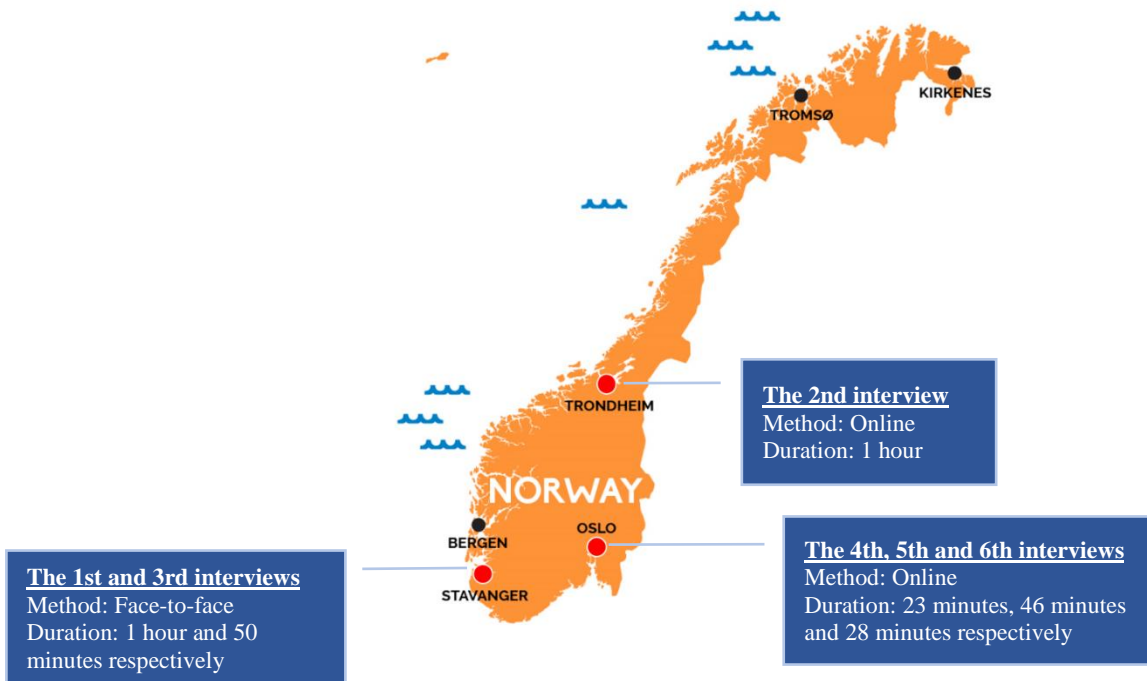 KIRKENES
TROMSØ
TRONDHEIM
The 2nd interview
Method: Online
Duration: 1 hour
NORWAY
BERGEN
OSLO
STAVANGER
The 1st and 3rd interviews
Method: Face-to-face
Duration: 1 hour and 50
minutes respectively
The 4th, 5th and 6th interviews
Method: Online
Duration: 23 minutes, 46 minutes
and 28 minutes respectively